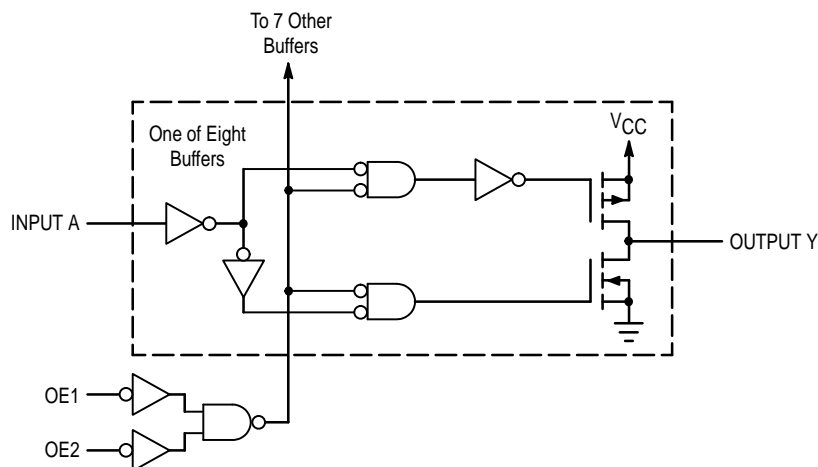 To 7 Other
Buffers
One of Eight
Buffers
VCC
INPUT A
OUTPUT Y
OE1
OE2